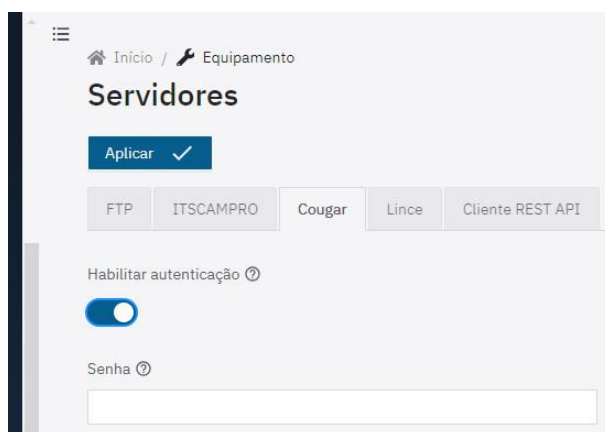 Início / Equipamento
Servidores
Aplicar
FTP ITSCAMPRO Cougar Lince Cliente REST API
Habilitar autenticação
Senha